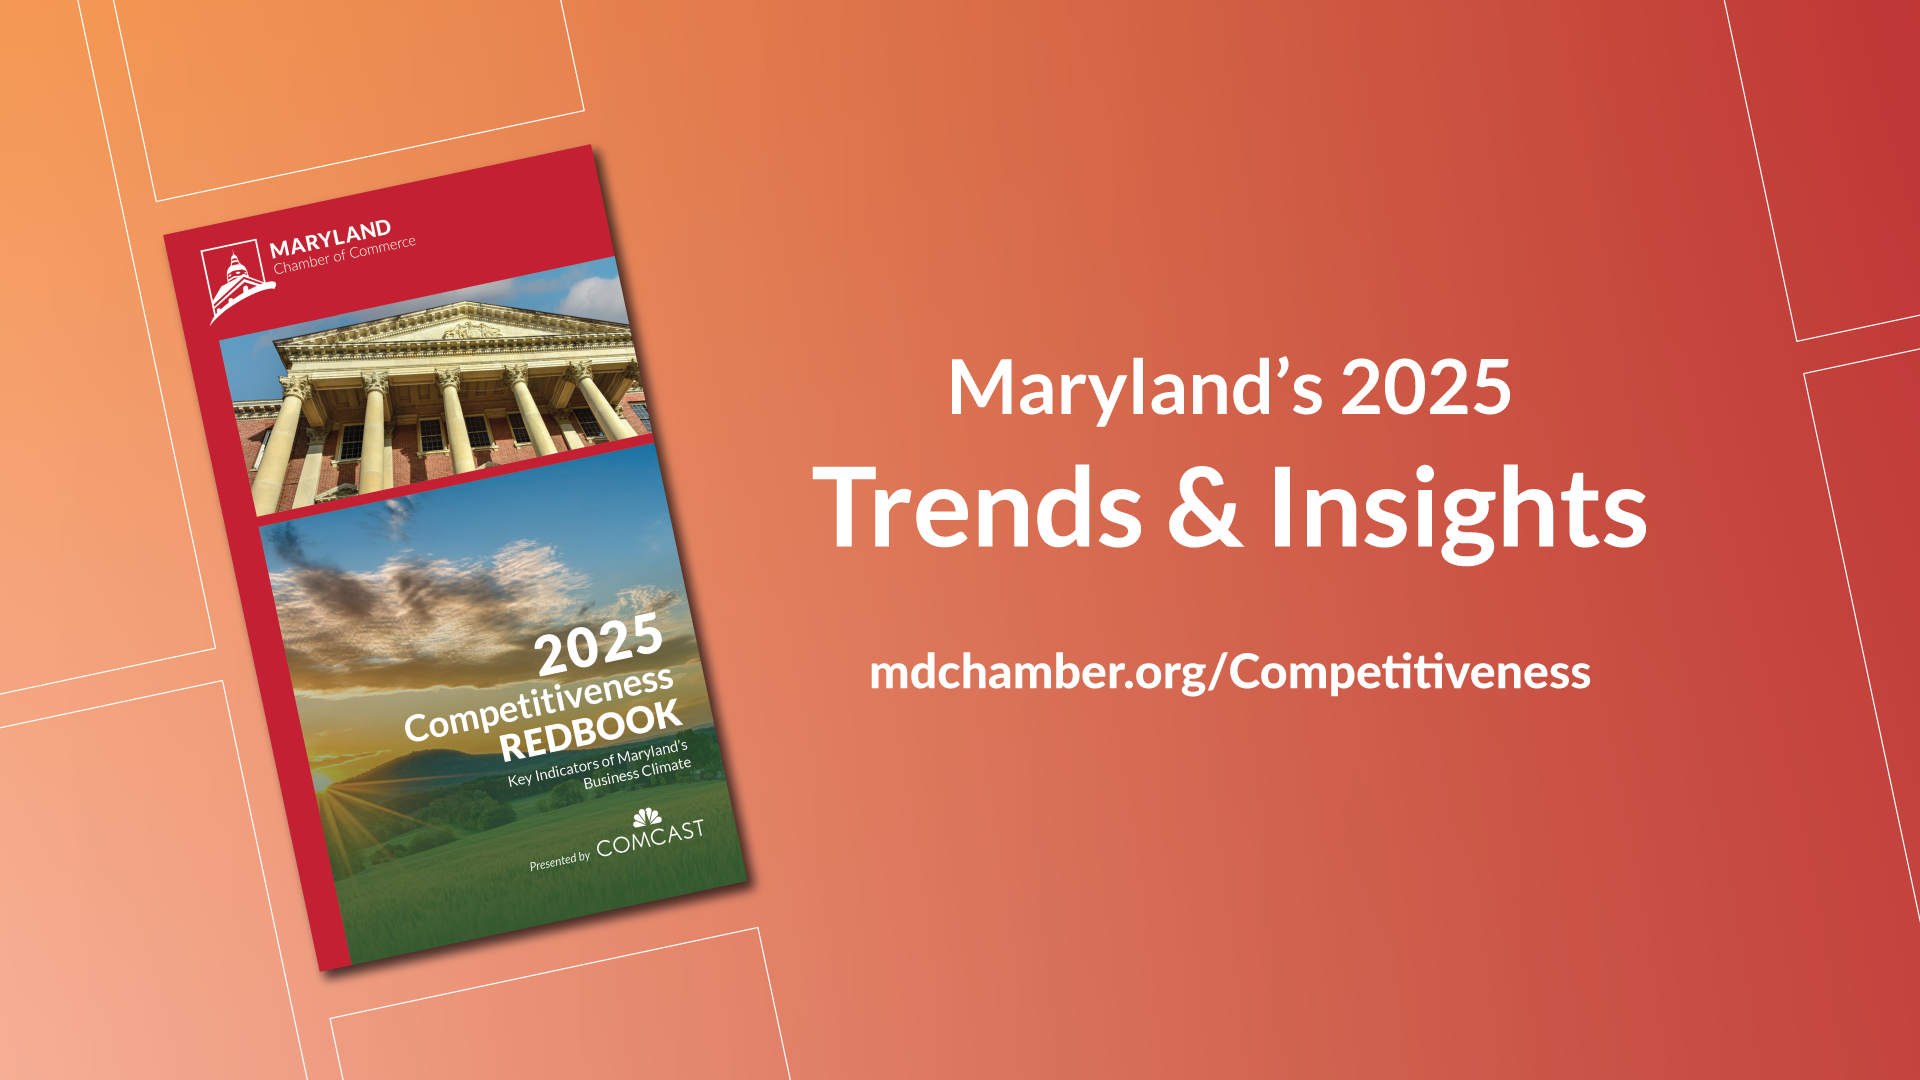 MARYLAND
Chamber of Commerce
2025
Competitiveness
REDBOOK
Key Indicators of Maryland's
Business Climate
Presented by COMCAST
Maryland’s 2025
Trends & Insights
mdchamber.org/Competitiveness